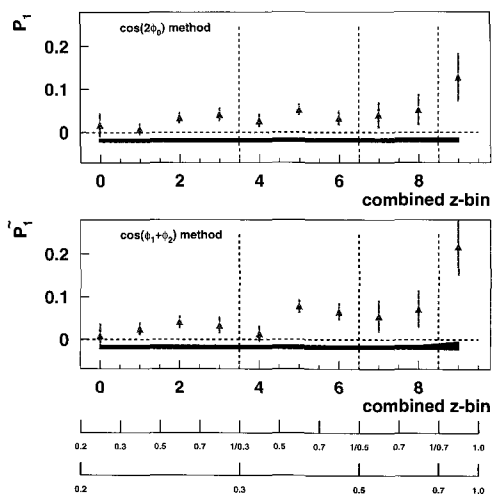 P₁
cos(2ϕ₀) method
0.2
0.1
0
0 2 4 6 8
combined z-bin
P̃₁
cos(ϕ₁+ϕ₂) method
0.2
0.1
0
0 2 4 6 8
combined z-bin
0.2 0.3 0.5 0.7 1/0.3 0.5 0.7 1/0.5 0.7 1/0.7 1.0
0.2 0.3 0.5 0.7 1.0